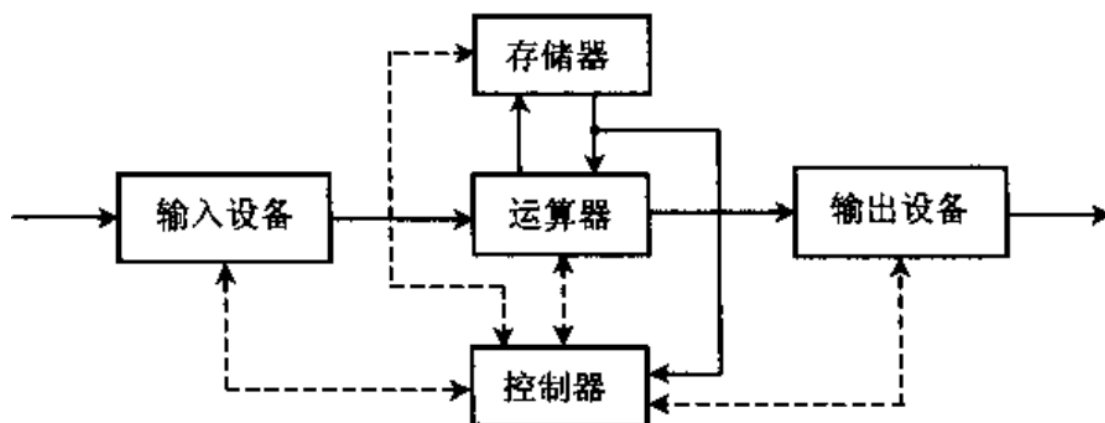 存储器
输入设备
运算器
输出设备
控制器